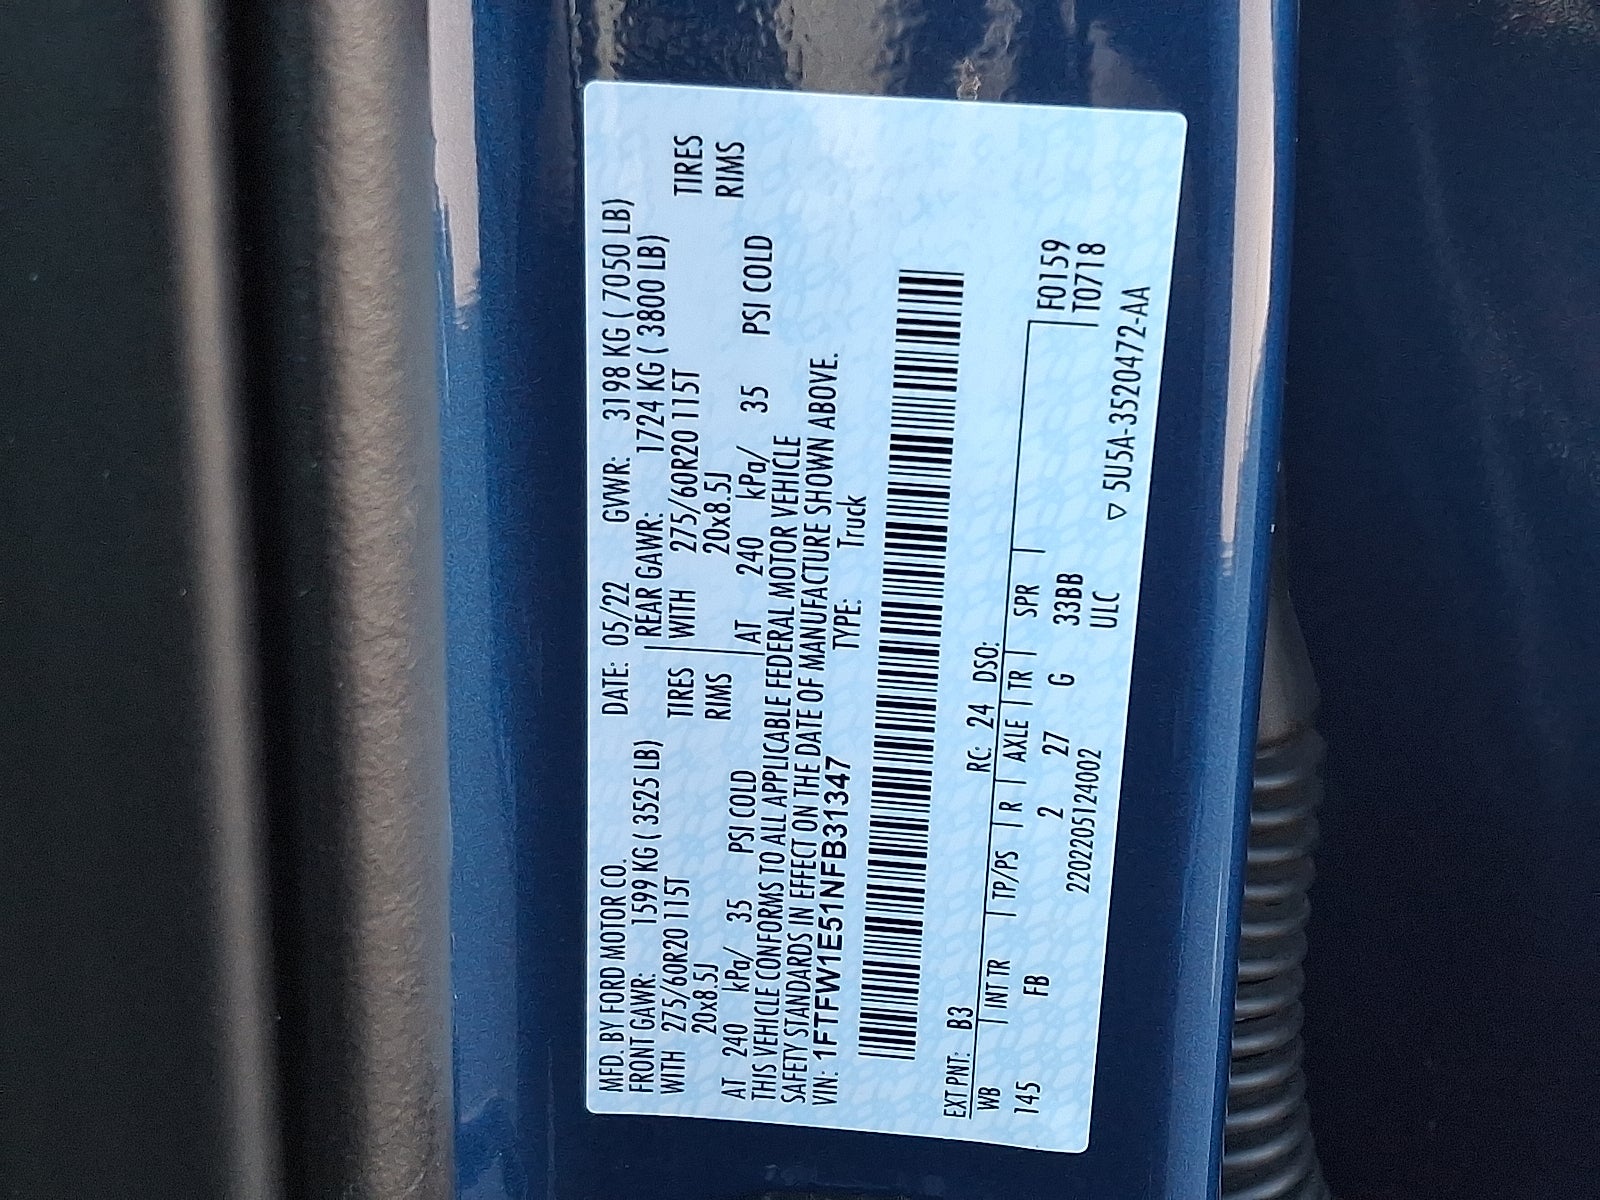 MFD. BY FORD MOTOR CO. DATE: 05/22 GVWR: 3198 KG ( 7050 LB)
FRONT GAWR: 1599 KG ( 3525 LB) REAR GAWR: 1724 KG ( 3800 LB)
WITH 275/60R20 115T TIRES WITH 275/60R20 115T TIRES
20x8.5J RIMS 20x8.5J RIMS
AT 240 kPa/ 35 PSI COLD AT 240 kPa/ 35 PSI COLD
THIS VEHICLE CONFORMS TO ALL APPLICABLE FEDERAL MOTOR VEHICLE
SAFETY STANDARDS IN EFFECT ON THE DATE OF MANUFACTURE SHOWN ABOVE.
VIN: 1FTFW1E51NFB31347 TYPE: Truck
EXT PNT: B3 RC: 24 DSO:
WB INT TR TP/PS R AXLE TR SPR F0159
145 FB 2 27 G 33BB T0718
2202205124002 ULC ▽ 5U5A-3520472-AA